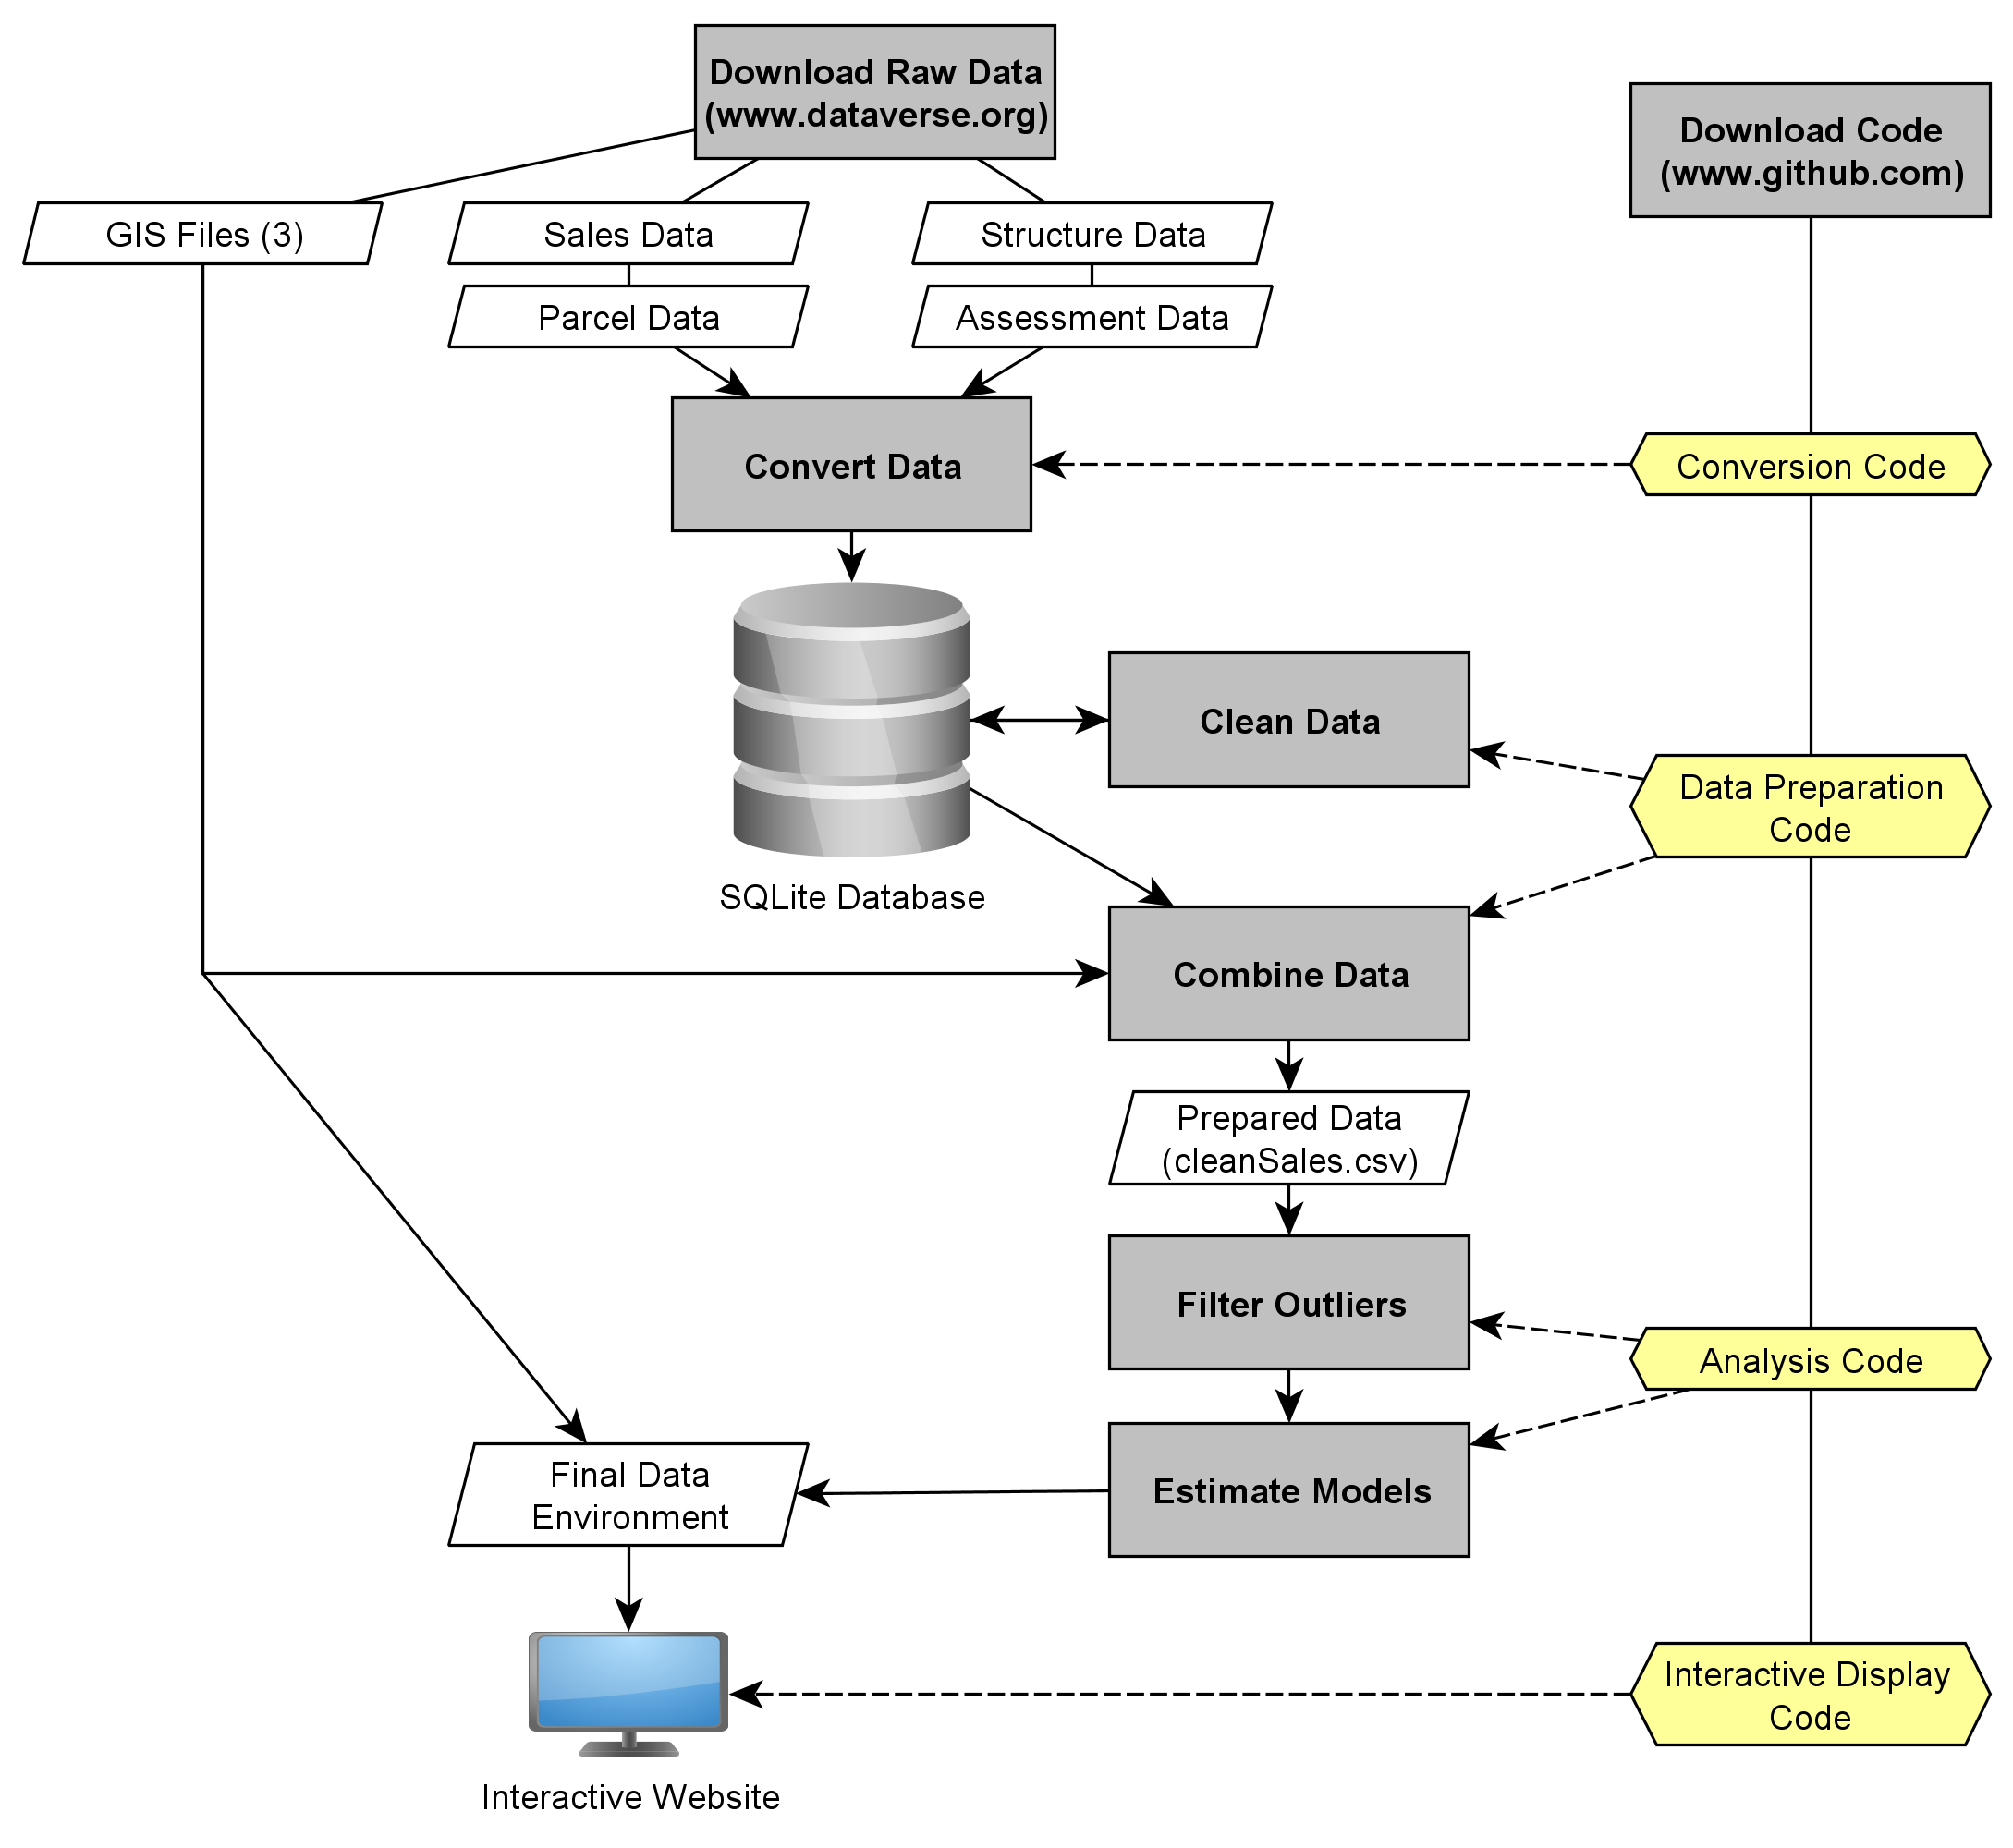 Download Raw Data
(www.dataverse.org)
Download Code
(www.github.com)
GIS Files (3)
Sales Data
Structure Data
Parcel Data
Assessment Data
Convert Data
Conversion Code
Clean Data
Data Preparation
Code
SQLite Database
Combine Data
Prepared Data
(cleanSales.csv)
Filter Outliers
Analysis Code
Final Data
Environment
Estimate Models
Interactive Display
Code
Interactive Website